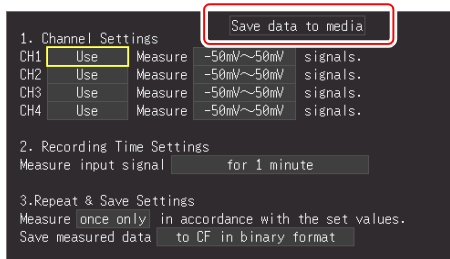 Save data to media
1. Channel Settings
CH1 Use Measure -50mV～50mV signals.
CH2 Use Measure -50mV～50mV signals.
CH3 Use Measure -50mV～50mV signals.
CH4 Use Measure -50mV～50mV signals.
2. Recording Time Settings
Measure input signal for 1 minute
3.Repeat & Save Settings
Measure once only in accordance with the set values.
Save measured data to CF in binary format